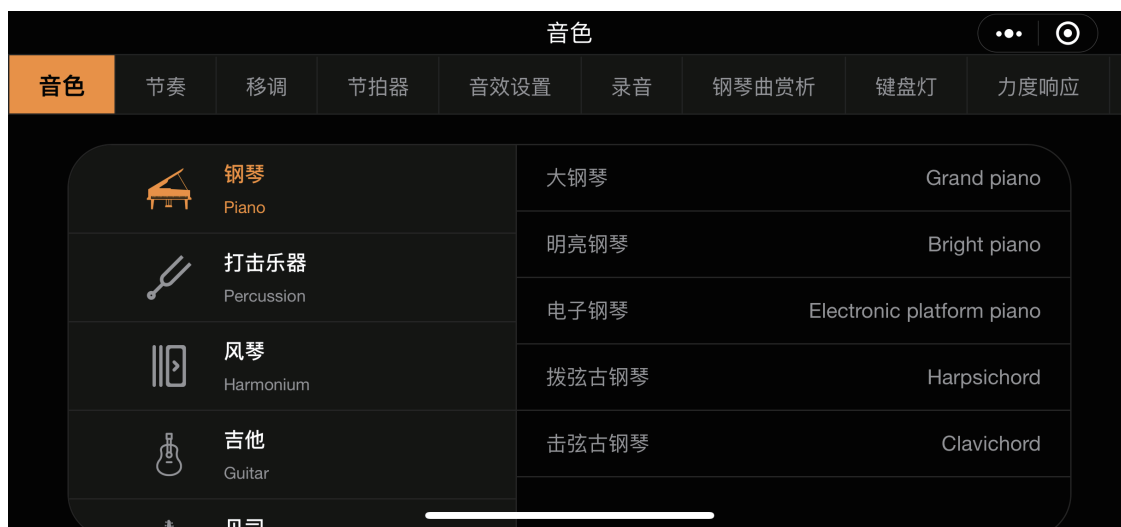 音色
音色 节奏 移调 节拍器 音效设置 录音 钢琴曲赏析 键盘灯 力度响应
钢琴
Piano
打击乐器
Percussion
风琴
Harmonium
吉他
Guitar
大钢琴 Grand piano
明亮钢琴 Bright piano
电子钢琴 Electronic platform piano
拨弦古钢琴 Harpsichord
击弦古钢琴 Clavichord